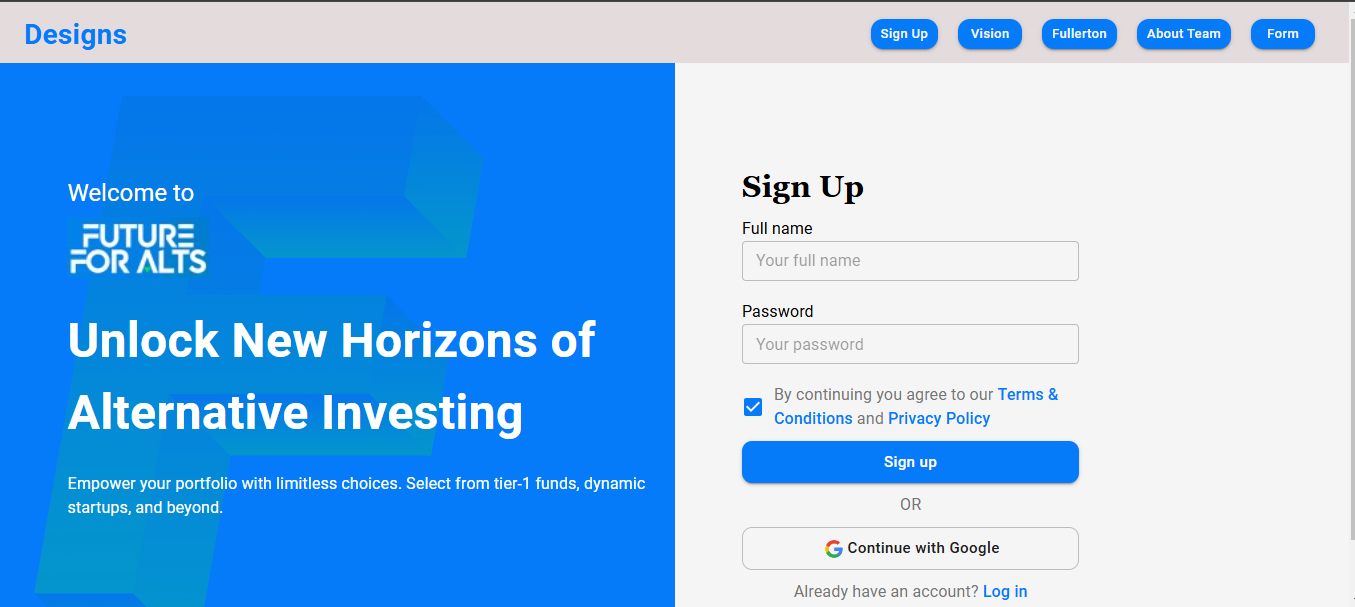 Designs
Sign Up
Vision
Fullerton
About Team
Form
Welcome to
FUTURE
FOR ALTS
Unlock New Horizons of
Alternative Investing
Empower your portfolio with limitless choices. Select from tier-1 funds, dynamic
startups, and beyond.
Sign Up
Full name
Your full name
Password
Your password
By continuing you agree to our Terms &
Conditions and Privacy Policy
Sign up
OR
Continue with Google
Already have an account? Log in